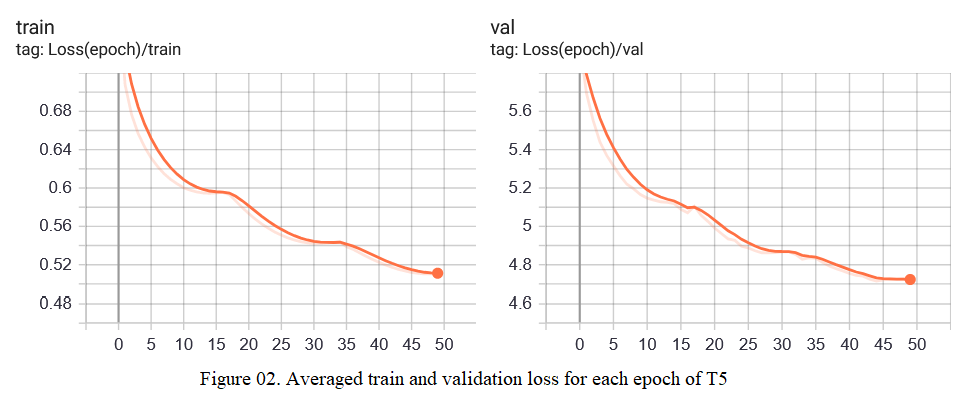 train
tag: Loss(epoch)/train
0.68
0.64
0.6
0.56
0.52
0.48
0 5 10 15 20 25 30 35 40 45 50
val
tag: Loss(epoch)/val
5.6
5.4
5.2
5
4.8
4.6
0 5 10 15 20 25 30 35 40 45 50
Figure 02. Averaged train and validation loss for each epoch of T5